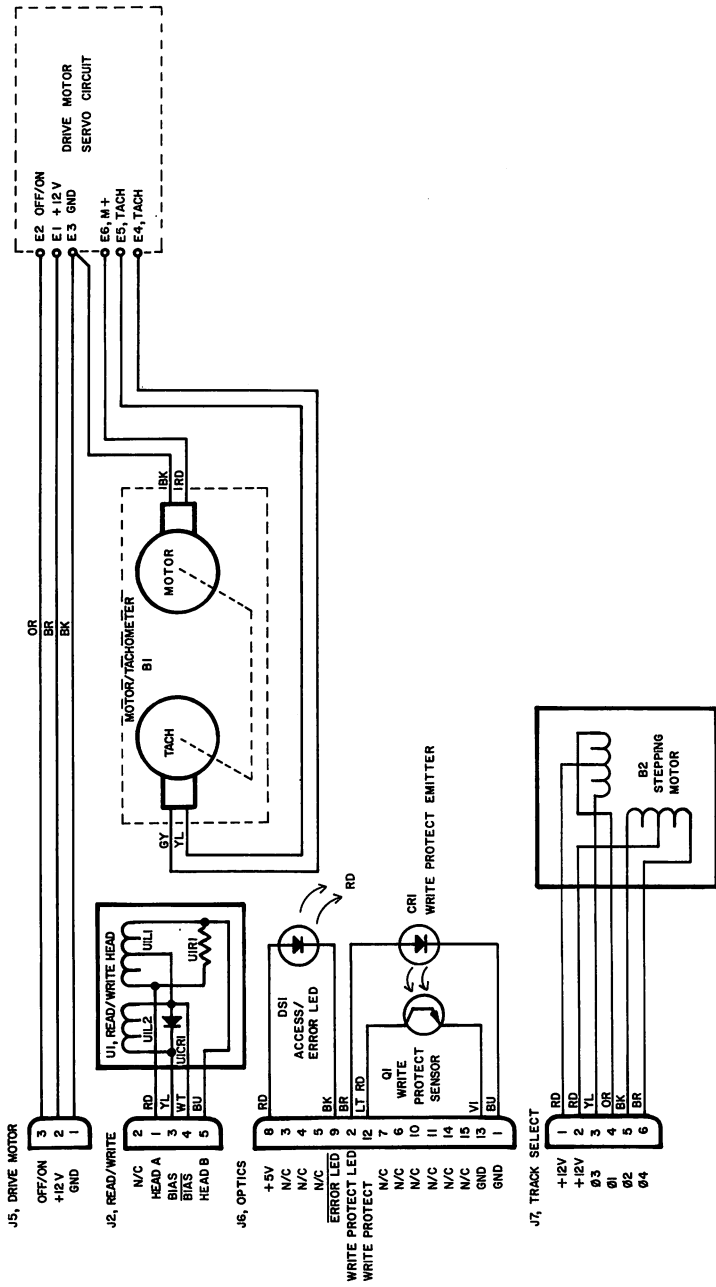 J5, DRIVE MOTOR
OFF/ON 3
+12V 2
GND 1
OR
BR
BK
E2 OFF/ON
E1 +12V
E3 GND
E6, M+
E5, TACH
E4, TACH
DRIVE MOTOR
SERVO CIRCUIT
MOTOR/TACHOMETER
B1
TACH
MOTOR
GY
YL
1BK
1RD
J2, READ/WRITE
N/C 2
HEAD A 1 RD
BIAS 3 YL
BIAS 4 WT
HEAD B 5 BU
U1, READ/WRITE HEAD
U1L2
U1L1
U1CR1
U1R1
J6, OPTICS
+5V 8 RD
N/C 3
N/C 4
N/C 5
ERROR LED 9 BK
WRITE PROTECT LED 2 BR
WRITE PROTECT 12 LT RD
N/C 7
N/C 6
N/C 10
N/C 11
N/C 14
N/C 15
GND 13 VI
GND 1 BU
DS1
ACCESS/
ERROR LED
RD
Q1
WRITE
PROTECT
SENSOR
CR1
WRITE PROTECT EMITTER
J7, TRACK SELECT
+12V 1 RD
+12V 2 RD
Ø3 3 YL
Ø1 4 OR
Ø2 5 BK
Ø4 6 BR
B2
STEPPING
MOTOR